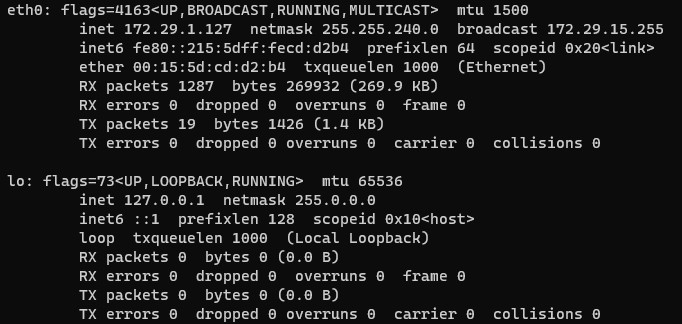 eth0: flags=4163<UP,BROADCAST,RUNNING,MULTICAST>  mtu 1500
        inet 172.29.1.127  netmask 255.255.240.0  broadcast 172.29.15.255
        inet6 fe80::215:5dff:fecd:d2b4  prefixlen 64  scopeid 0x20<link>
        ether 00:15:5d:cd:d2:b4  txqueuelen 1000  (Ethernet)
        RX packets 1287  bytes 269932 (269.9 KB)
        RX errors 0  dropped 0  overruns 0  frame 0
        TX packets 19  bytes 1426 (1.4 KB)
        TX errors 0  dropped 0 overruns 0  carrier 0  collisions 0

lo: flags=73<UP,LOOPBACK,RUNNING>  mtu 65536
        inet 127.0.0.1  netmask 255.0.0.0
        inet6 ::1  prefixlen 128  scopeid 0x10<host>
        loop  txqueuelen 1000  (Local Loopback)
        RX packets 0  bytes 0 (0.0 B)
        RX errors 0  dropped 0  overruns 0  frame 0
        TX packets 0  bytes 0 (0.0 B)
        TX errors 0  dropped 0 overruns 0  carrier 0  collisions 0